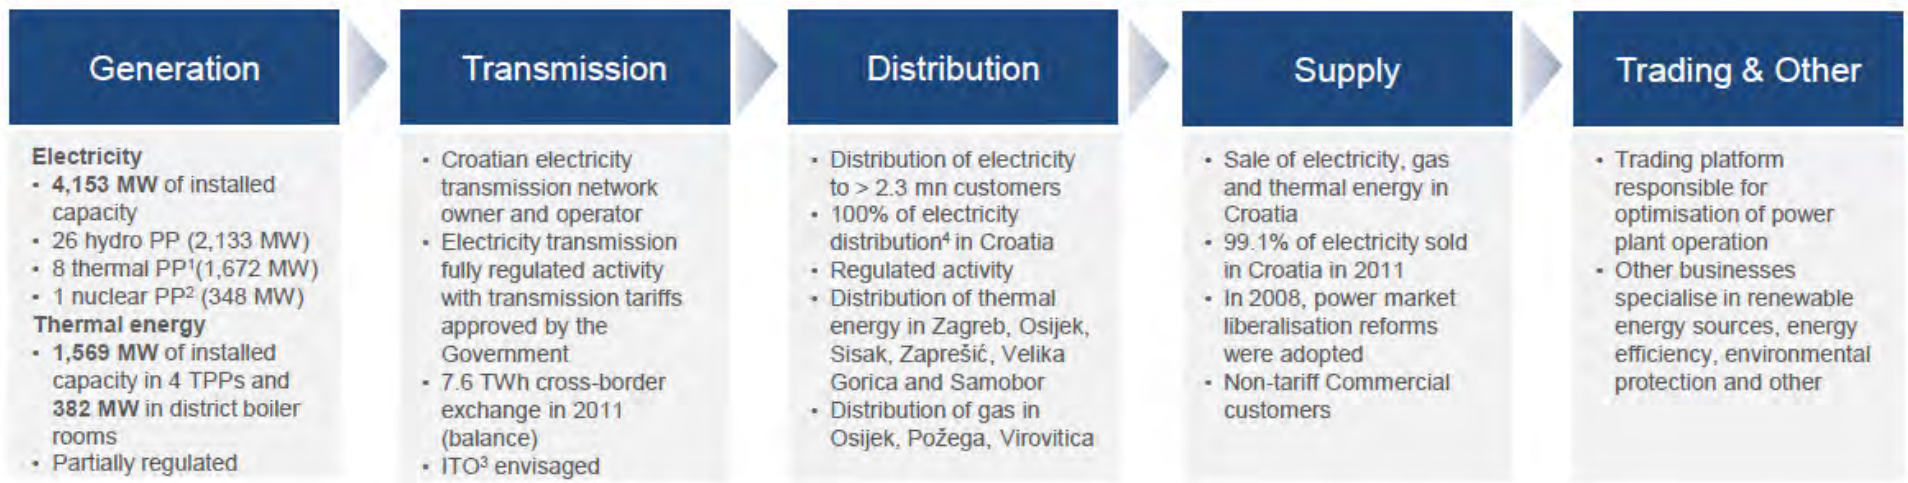 Generation
Electricity
• 4,153 MW of installed
capacity
• 26 hydro PP (2,133 MW)
• 8 thermal PP¹(1,672 MW)
• 1 nuclear PP² (348 MW)
Thermal energy
• 1,569 MW of installed
capacity in 4 TPPs and
382 MW in district boiler
rooms
• Partially regulated
Transmission
• Croatian electricity
transmission network
owner and operator
• Electricity transmission
fully regulated activity
with transmission tariffs
approved by the
Government
• 7.6 TWh cross-border
exchange in 2011
(balance)
• ITO³ envisaged
Distribution
• Distribution of electricity
to > 2.3 mn customers
• 100% of electricity
distribution⁴ in Croatia
• Regulated activity
• Distribution of thermal
energy in Zagreb, Osijek,
Sisak, Zaprešić, Velika
Gorica and Samobor
• Distribution of gas in
Osijek, Požega, Virovitica
Supply
• Sale of electricity, gas
and thermal energy in
Croatia
• 99.1% of electricity sold
in Croatia in 2011
• In 2008, power market
liberalisation reforms
were adopted
• Non-tariff Commercial
customers
Trading & Other
• Trading platform
responsible for
optimisation of power
plant operation
• Other businesses
specialise in renewable
energy sources, energy
efficiency, environmental
protection and other